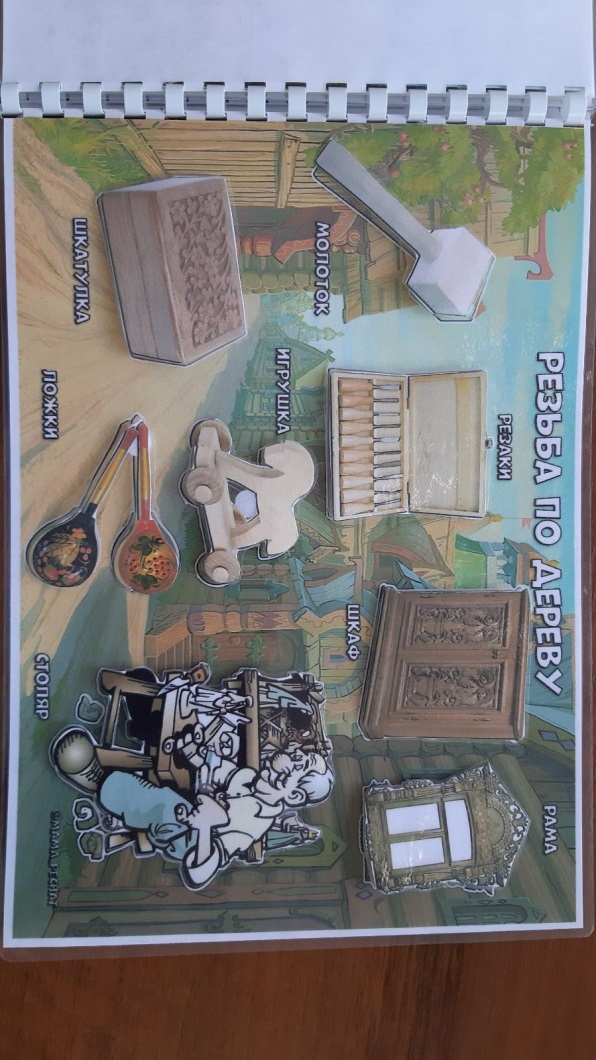 РЕЗЬБА ПО ДЕРЕВУ
МОЛОТОК
РЕЗАКИ
РАМА
ШКАТУЛКА
ИГРУШКА
ШКАФ
ЛОЖКИ
СТОЛЯР